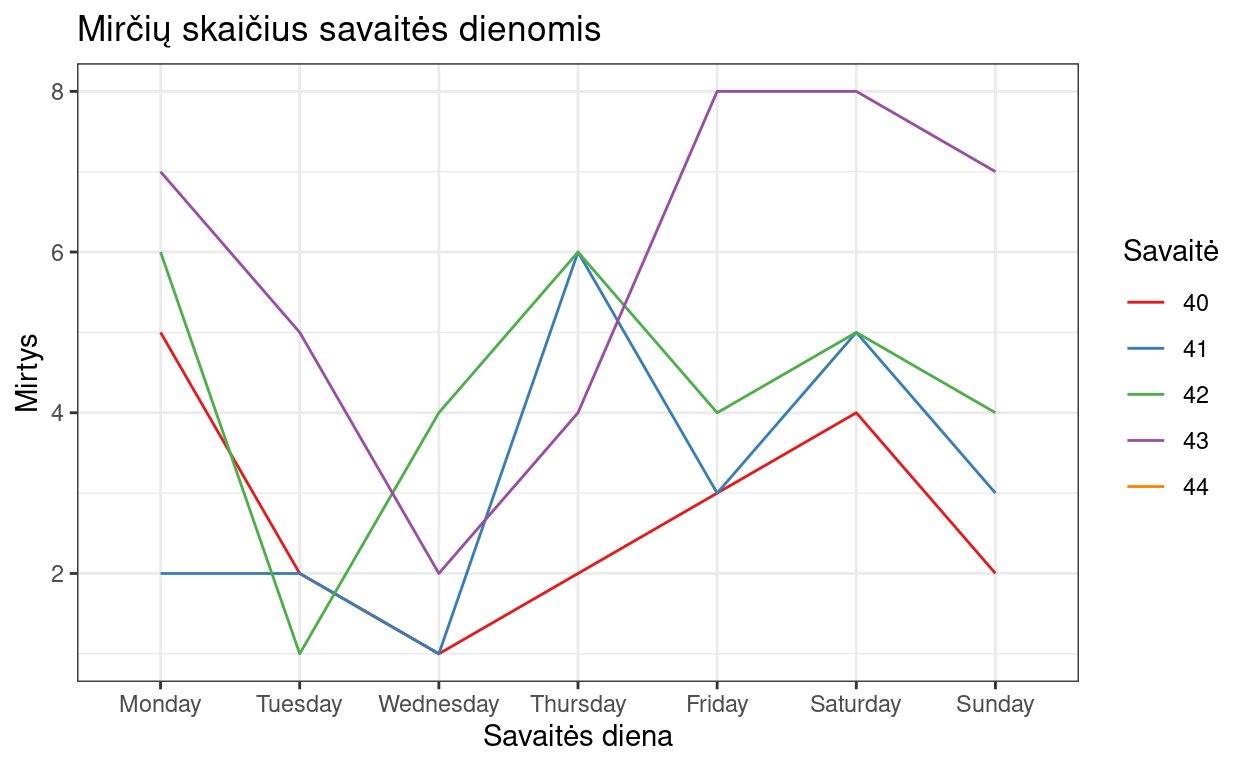 Mirčių skaičius savaitės dienomis
8
6
4
2
Mirtys
Monday Tuesday Wednesday Thursday Friday Saturday Sunday
Savaitės diena
Savaitė
40
41
42
43
44